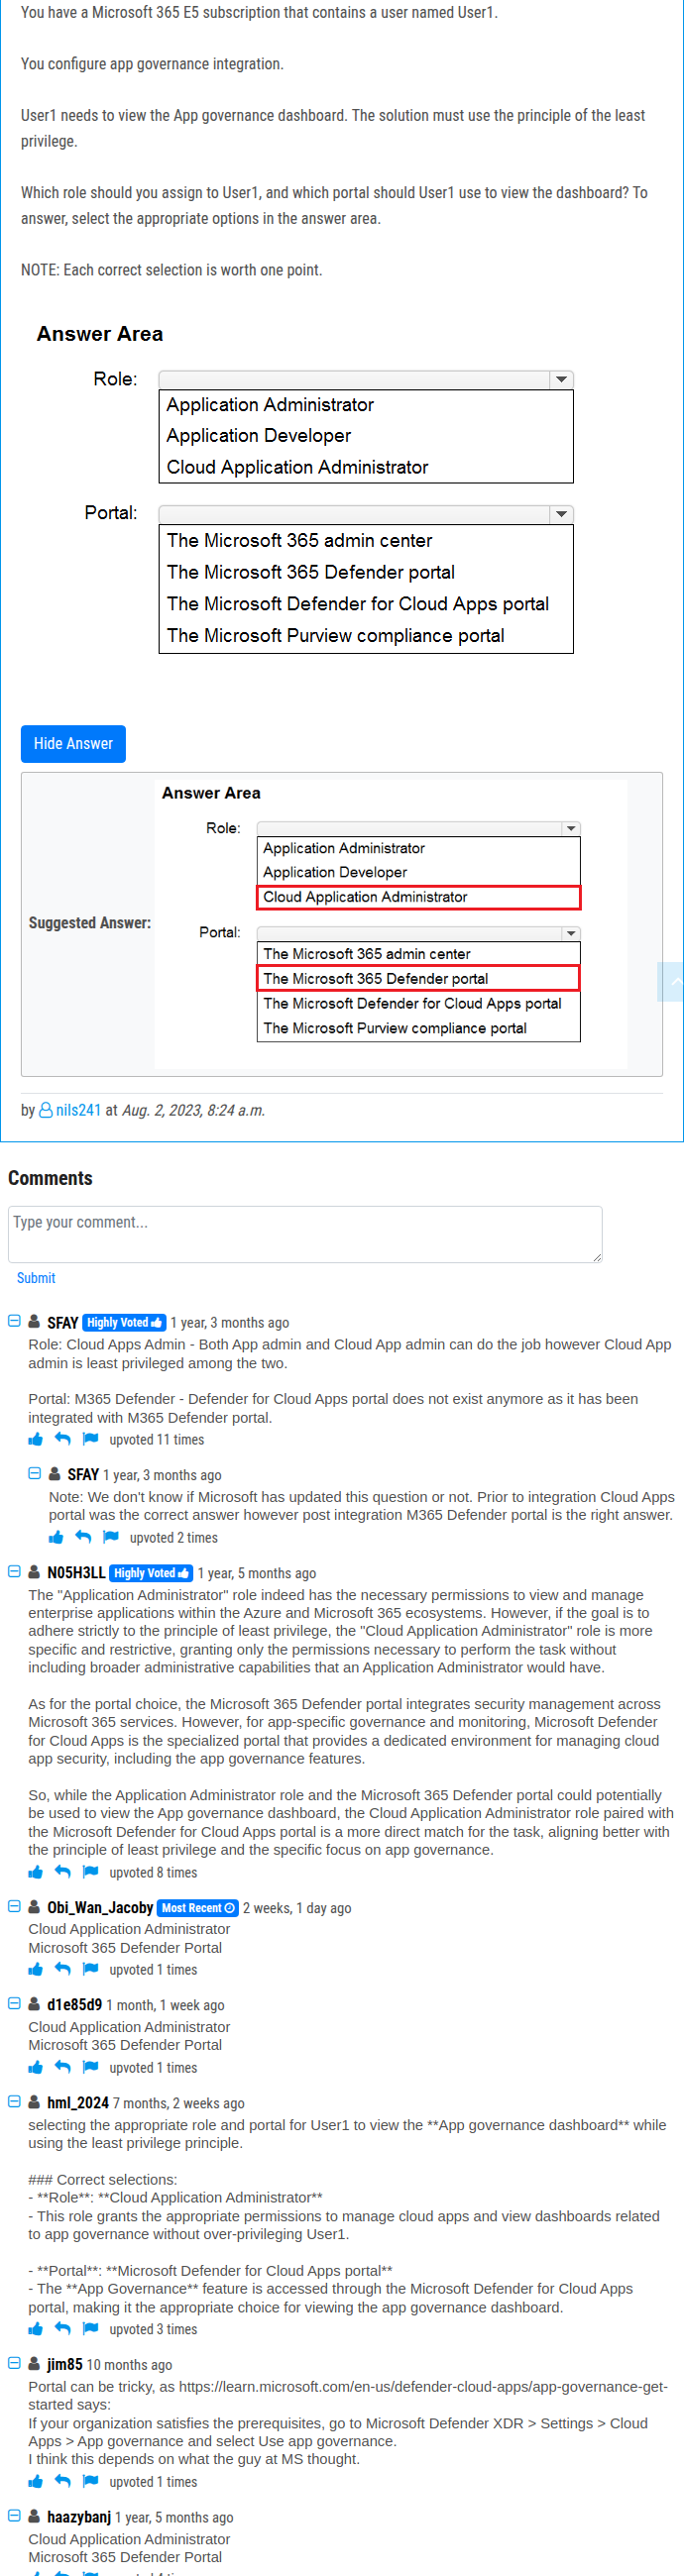 You have a Microsoft 365 E5 subscription that contains a user named User1.
You configure app governance integration.
User1 needs to view the App governance dashboard. The solution must use the principle of the least
privilege.
Which role should you assign to User1, and which portal should User1 use to view the dashboard? To
answer, select the appropriate options in the answer area.
NOTE: Each correct selection is worth one point.
Answer Area
Role:
Application Administrator
Application Developer
Cloud Application Administrator
Portal:
The Microsoft 365 admin center
The Microsoft 365 Defender portal
The Microsoft Defender for Cloud Apps portal
The Microsoft Purview compliance portal
Hide Answer
Suggested Answer:
Answer Area
Role:
Application Administrator
Application Developer
Cloud Application Administrator
Portal:
The Microsoft 365 admin center
The Microsoft 365 Defender portal
The Microsoft Defender for Cloud Apps portal
The Microsoft Purview compliance portal
by nils241 at Aug. 2, 2023, 8:24 a.m.
Comments
Type your comment...
Submit
SFAY Highly Voted 1 year, 3 months ago
Role: Cloud Apps Admin - Both App admin and Cloud App admin can do the job however Cloud App
admin is least privileged among the two.
Portal: M365 Defender - Defender for Cloud Apps portal does not exist anymore as it has been
integrated with M365 Defender portal.
upvoted 11 times
SFAY 1 year, 3 months ago
Note: We don't know if Microsoft has updated this question or not. Prior to integration Cloud Apps
portal was the correct answer however post integration M365 Defender portal is the right answer.
upvoted 2 times
N05H3LL Highly Voted 1 year, 5 months ago
The "Application Administrator" role indeed has the necessary permissions to view and manage
enterprise applications within the Azure and Microsoft 365 ecosystems. However, if the goal is to
adhere strictly to the principle of least privilege, the "Cloud Application Administrator" role is more
specific and restrictive, granting only the permissions necessary to perform the task without
including broader administrative capabilities that an Application Administrator would have.
As for the portal choice, the Microsoft 365 Defender portal integrates security management across
Microsoft 365 services. However, for app-specific governance and monitoring, Microsoft Defender
for Cloud Apps is the specialized portal that provides a dedicated environment for managing cloud
app security, including the app governance features.
So, while the Application Administrator role and the Microsoft 365 Defender portal could potentially
be used to view the App governance dashboard, the Cloud Application Administrator role paired with
the Microsoft Defender for Cloud Apps portal is a more direct match for the task, aligning better with
the principle of least privilege and the specific focus on app governance.
upvoted 8 times
Obi_Wan_Jacoby Most Recent 2 weeks, 1 day ago
Cloud Application Administrator
Microsoft 365 Defender Portal
upvoted 1 times
d1e85d9 1 month, 1 week ago
Cloud Application Administrator
Microsoft 365 Defender Portal
upvoted 1 times
hml_2024 7 months, 2 weeks ago
selecting the appropriate role and portal for User1 to view the **App governance dashboard** while
using the least privilege principle.
### Correct selections:
- **Role**: **Cloud Application Administrator**
- This role grants the appropriate permissions to manage cloud apps and view dashboards related
to app governance without over-privileging User1.
- **Portal**: **Microsoft Defender for Cloud Apps portal**
- The **App Governance** feature is accessed through the Microsoft Defender for Cloud Apps
portal, making it the appropriate choice for viewing the app governance dashboard.
upvoted 3 times
jim85 10 months ago
Portal can be tricky, as https://learn.microsoft.com/en-us/defender-cloud-apps/app-governance-get-
started says:
If your organization satisfies the prerequisites, go to Microsoft Defender XDR > Settings > Cloud
Apps > App governance and select Use app governance.
I think this depends on what the guy at MS thought.
upvoted 1 times
haazybanj 1 year, 5 months ago
Cloud Application Administrator
Microsoft 365 Defender Portal